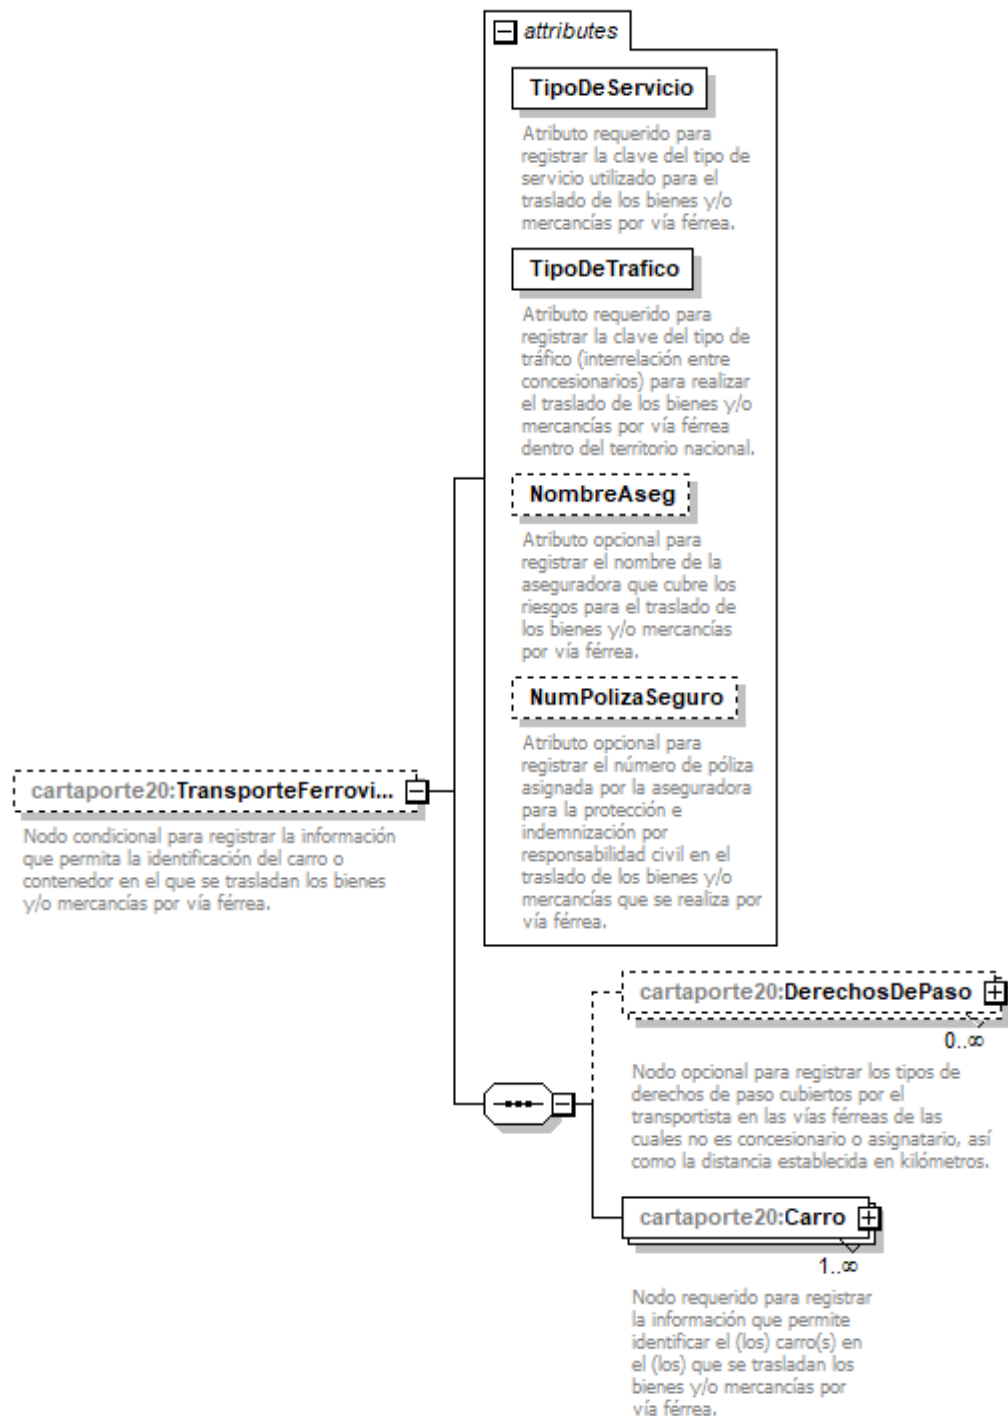 attributes
TipoDeServicio
Atributo requerido para
registrar la clave del tipo de
servicio utilizado para el
traslado de los bienes y/o
mercancías por vía férrea.
TipoDeTrafico
Atributo requerido para
registrar la clave del tipo de
tráfico (interrelación entre
concesionarios) para realizar
el traslado de los bienes y/o
mercancías por vía férrea
dentro del territorio nacional.
NombreAseg
Atributo opcional para
registrar el nombre de la
aseguradora que cubre los
riesgos para el traslado de
los bienes y/o mercancías
por vía férrea.
NumPolizaSeguro
Atributo opcional para
registrar el número de póliza
asignada por la aseguradora
para la protección e
indemnización por
responsabilidad civil en el
traslado de los bienes y/o
mercancías que se realiza por
vía férrea.
cartaporte20:TransporteFerrovi...
Nodo condicional para registrar la información
que permita la identificación del carro o
contenedor en el que se trasladan los bienes
y/o mercancías por vía férrea.
cartaporte20:DerechosDePaso
0..∞
Nodo opcional para registrar los tipos de
derechos de paso cubiertos por el
transportista en las vías férreas de las
cuales no es concesionario o asignatario, así
como la distancia establecida en kilómetros.
cartaporte20:Carro
1..∞
Nodo requerido para registrar
la información que permite
identificar el (los) carro(s) en
el (los) que se trasladan los
bienes y/o mercancías por
vía férrea.